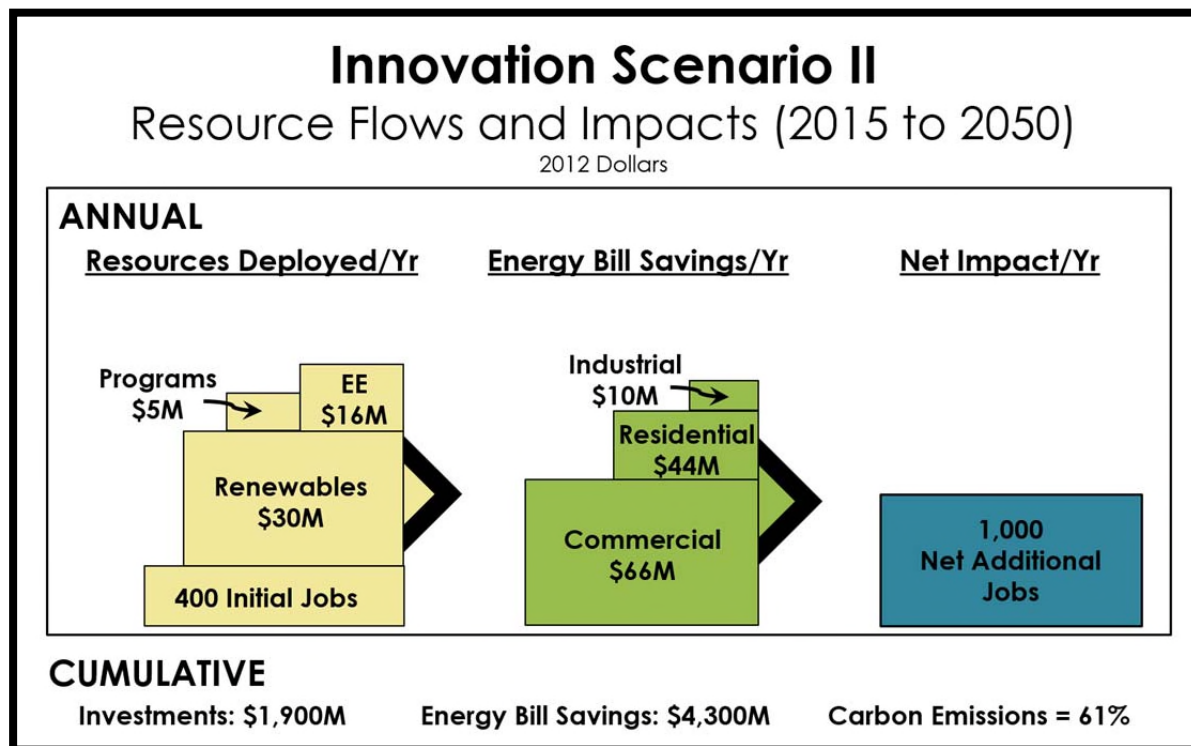 Innovation Scenario II
Resource Flows and Impacts (2015 to 2050)
2012 Dollars
ANNUAL
Resources Deployed/Yr
Energy Bill Savings/Yr
Net Impact/Yr
Programs
$5M
EE
$16M
Renewables
$30M
400 Initial Jobs
Industrial
$10M
Residential
$44M
Commercial
$66M
1,000
Net Additional
Jobs
CUMULATIVE
Investments: $1,900M
Energy Bill Savings: $4,300M
Carbon Emissions = 61%